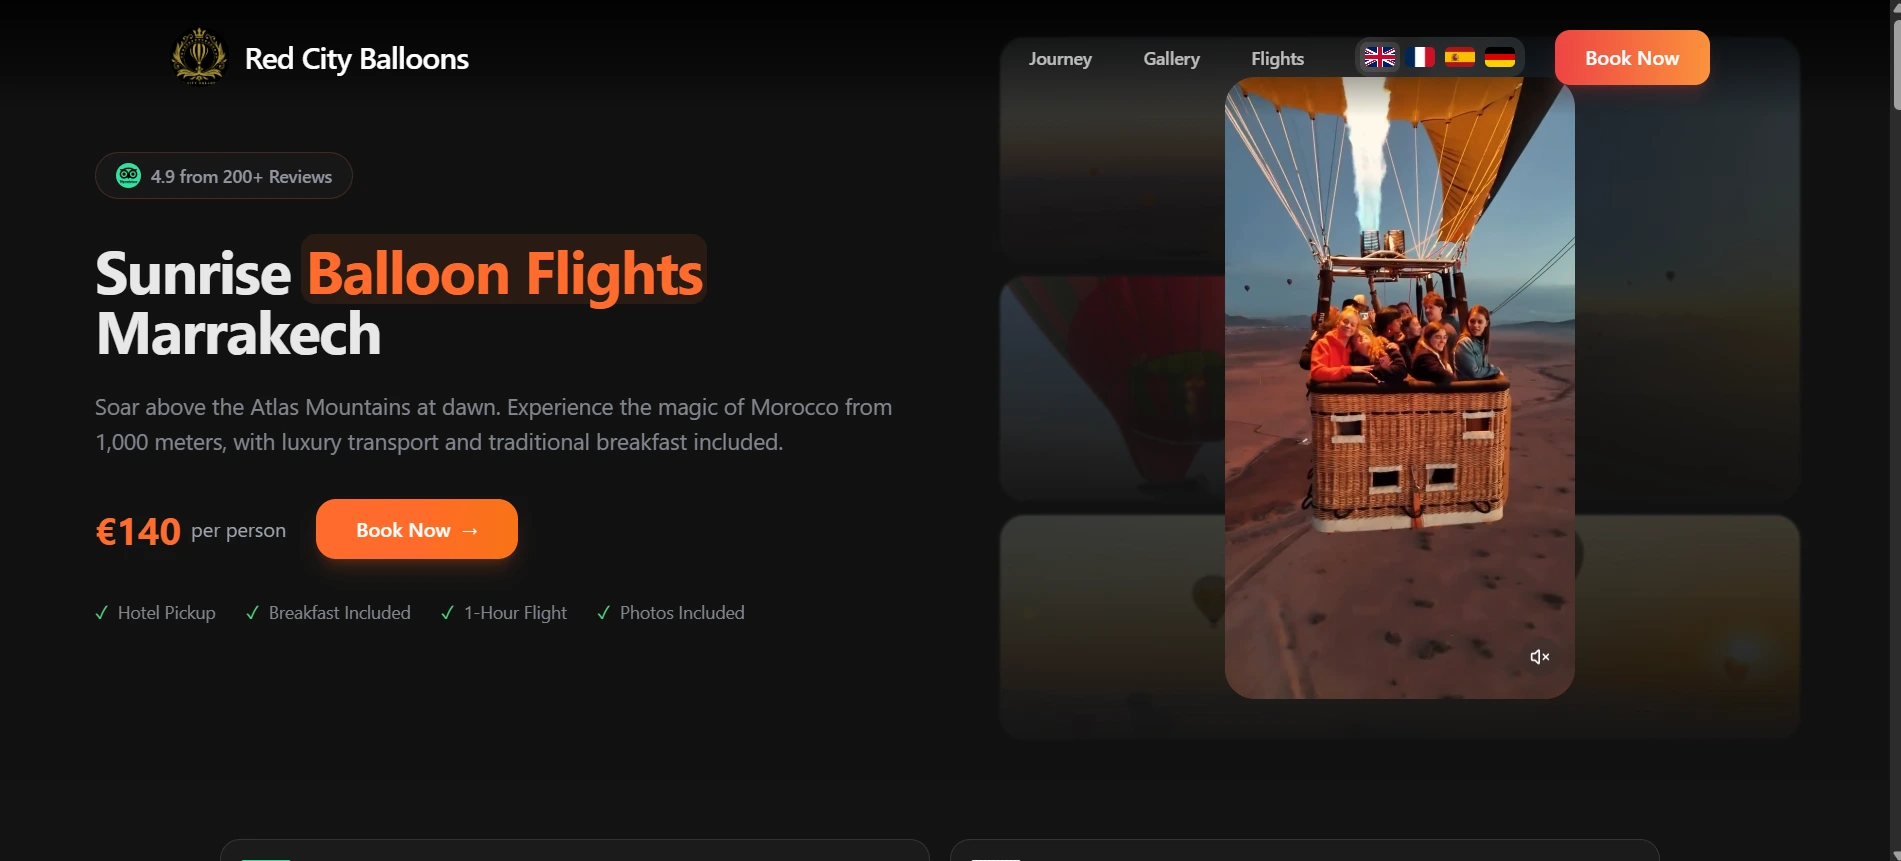 Red City Balloons
Journey
Gallery
Flights
Book Now
4.9 from 200+ Reviews
Sunrise Balloon Flights
Marrakech
Soar above the Atlas Mountains at dawn. Experience the magic of Morocco from
1,000 meters, with luxury transport and traditional breakfast included.
€140 per person
Book Now →
✓ Hotel Pickup ✓ Breakfast Included ✓ 1-Hour Flight ✓ Photos Included